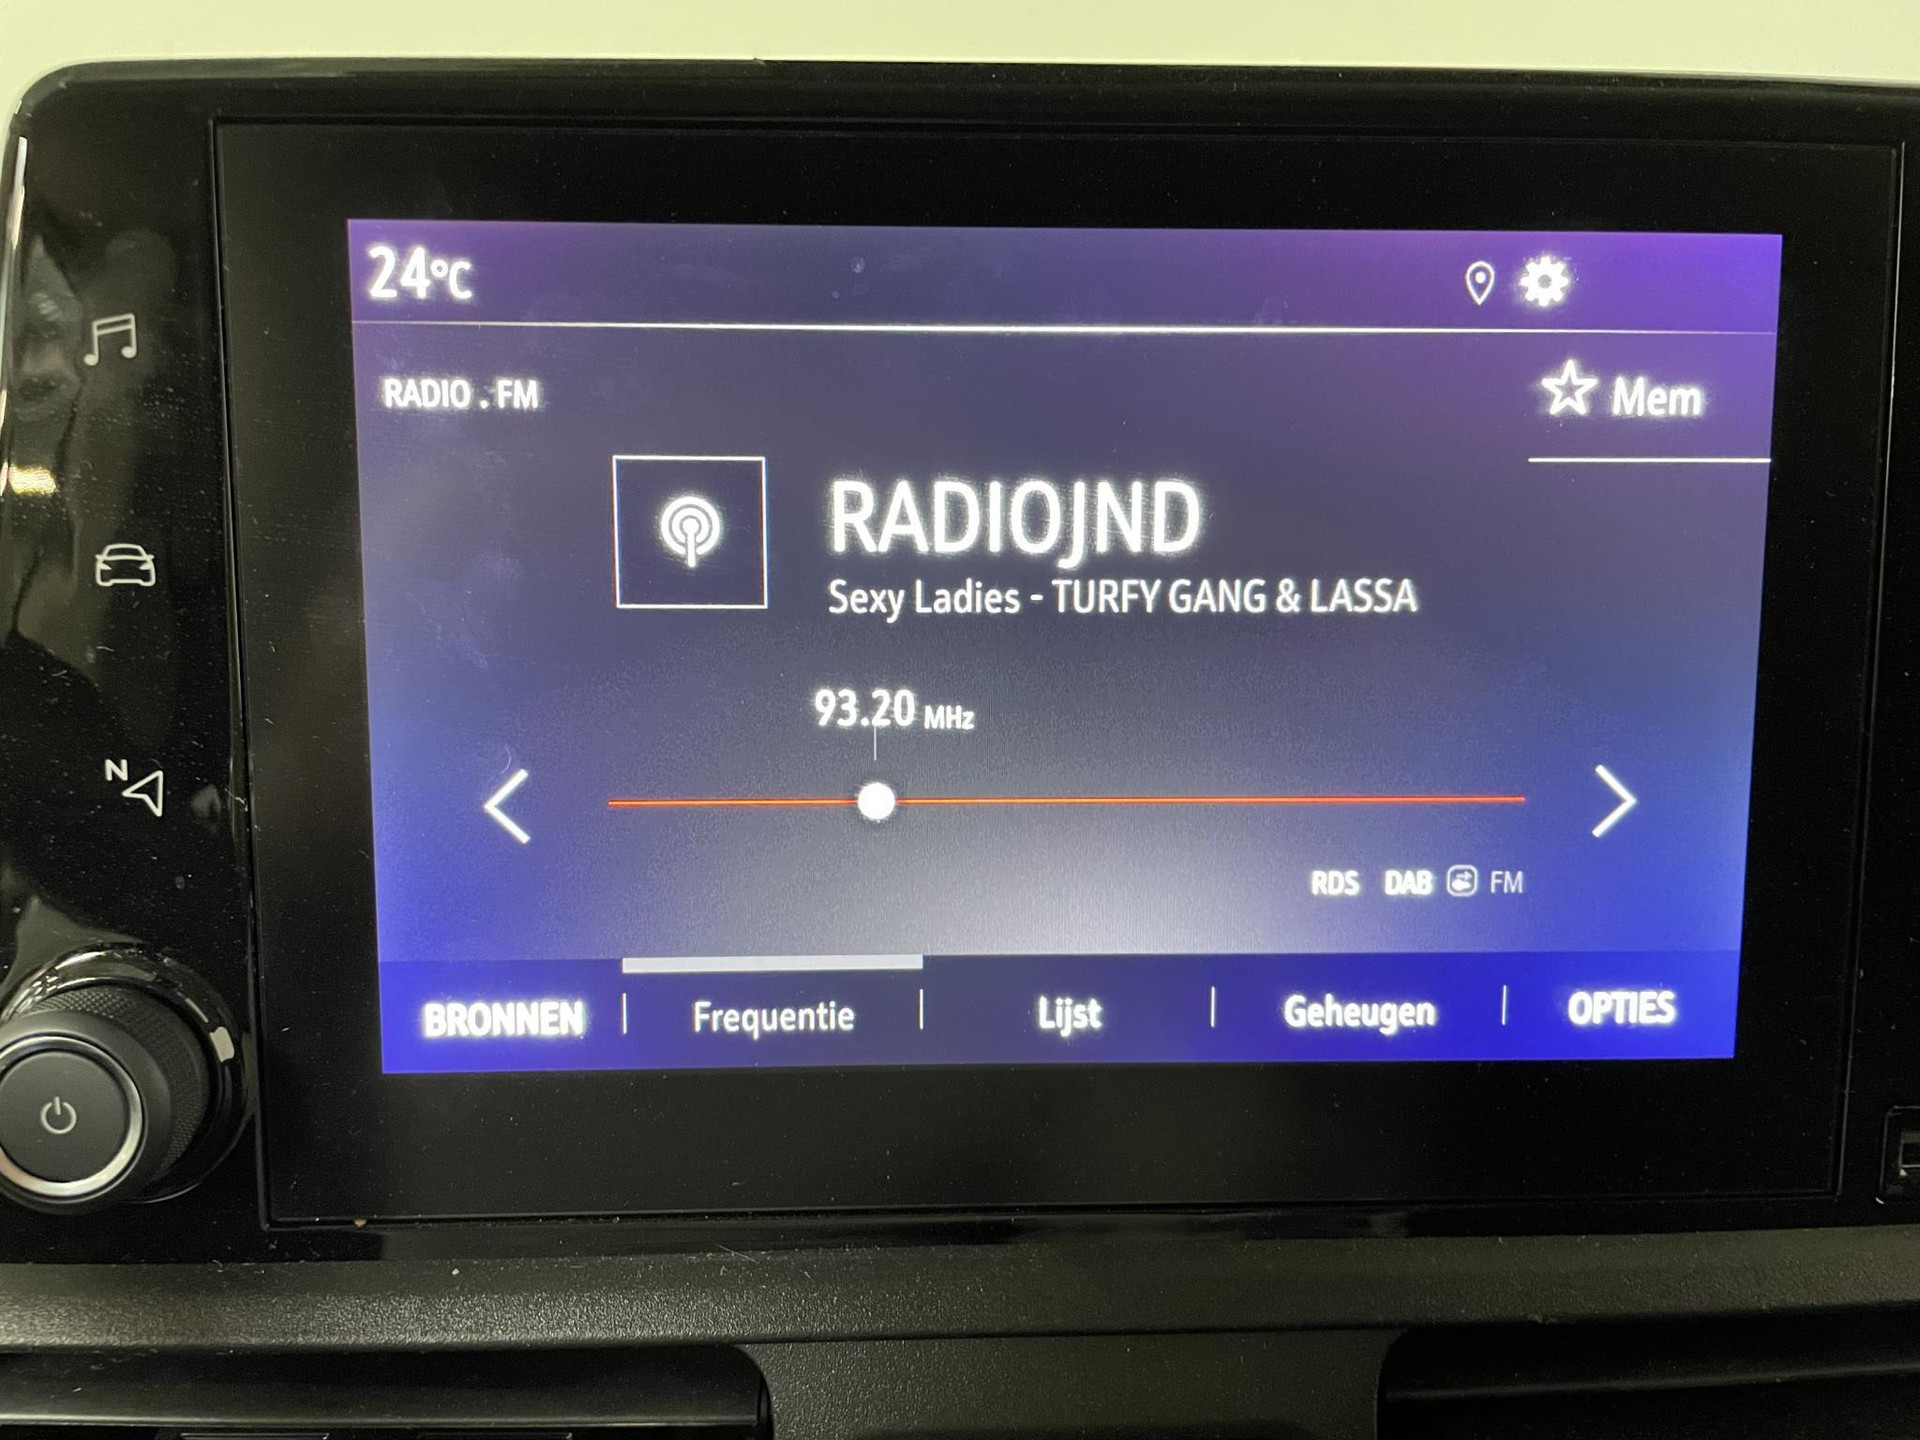 24°C
RADIO . FM
Mem
RADIOJND
Sexy Ladies - TURFY GANG & LASSA
93.20 MHz
N
RDS DAB FM
BRONNEN Frequentie Lijst Geheugen OPTIES